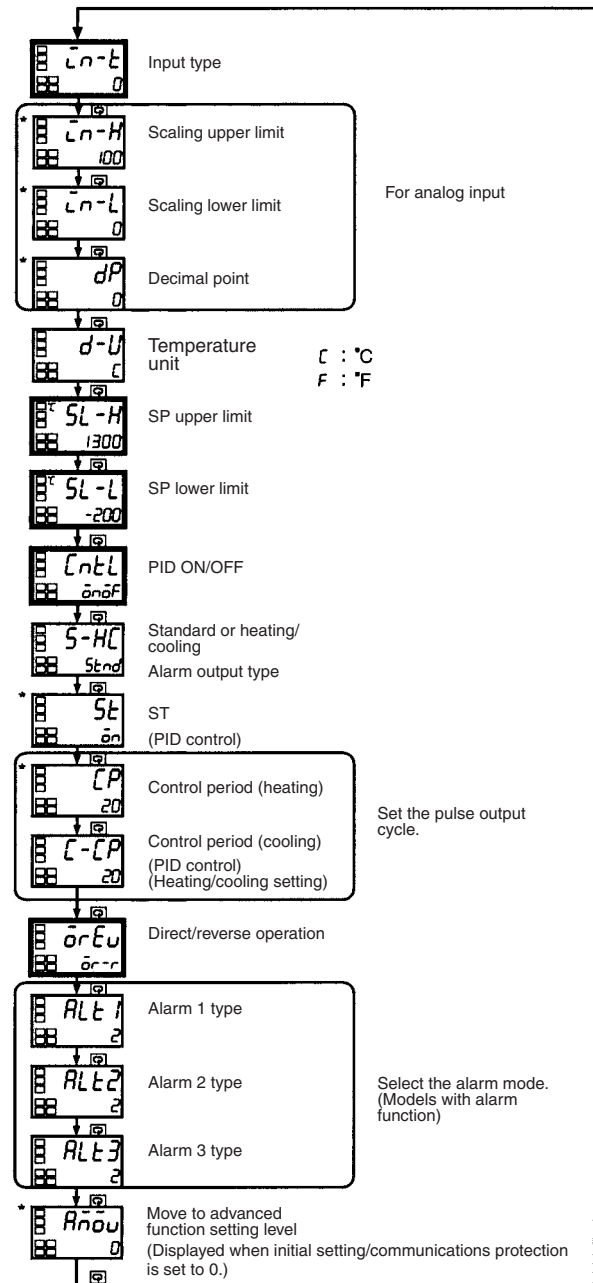 in-t
0
Input type
*
in-H
100
Scaling upper limit
*
in-L
0
Scaling lower limit
For analog input
*
dP
0
Decimal point
d-U
C
Temperature
unit
C : °C
F : °F
SL-H
1300
SP upper limit
SL-L
-200
SP lower limit
CntL
onoF
PID ON/OFF
S-HC
Stnd
Standard or heating/
cooling
Alarm output type
*
St
on
ST
(PID control)
*
CP
20
Control period (heating)
Set the pulse output
cycle.
C-CP
20
Control period (cooling)
(PID control)
(Heating/cooling setting)
orEv
or-r
Direct/reverse operation
ALt1
2
Alarm 1 type
ALt2
2
Alarm 2 type
Select the alarm mode.
(Models with alarm
function)
ALt3
2
Alarm 3 type
*
Amov
0
Move to advanced
function setting level
(Displayed when initial setting/communications protection
is set to 0.)